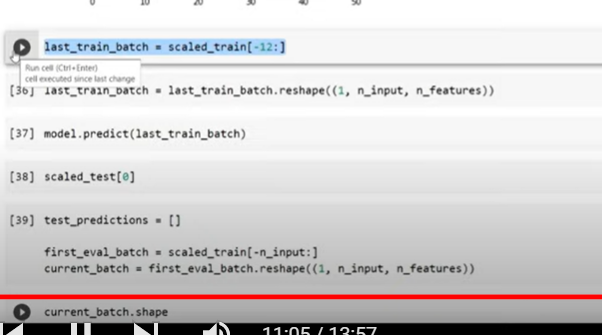 0 10 20 30 40 50
last_train_batch = scaled_train[-12:]
Run cell (Ctrl+Enter)
cell executed since last change
[36] last_train_batch = last_train_batch.reshape((1, n_input, n_features))
[37] model.predict(last_train_batch)
[38] scaled_test[0]
[39] test_predictions = []
first_eval_batch = scaled_train[-n_input:]
current_batch = first_eval_batch.reshape((1, n_input, n_features))
current_batch.shape
11:05 / 13:57